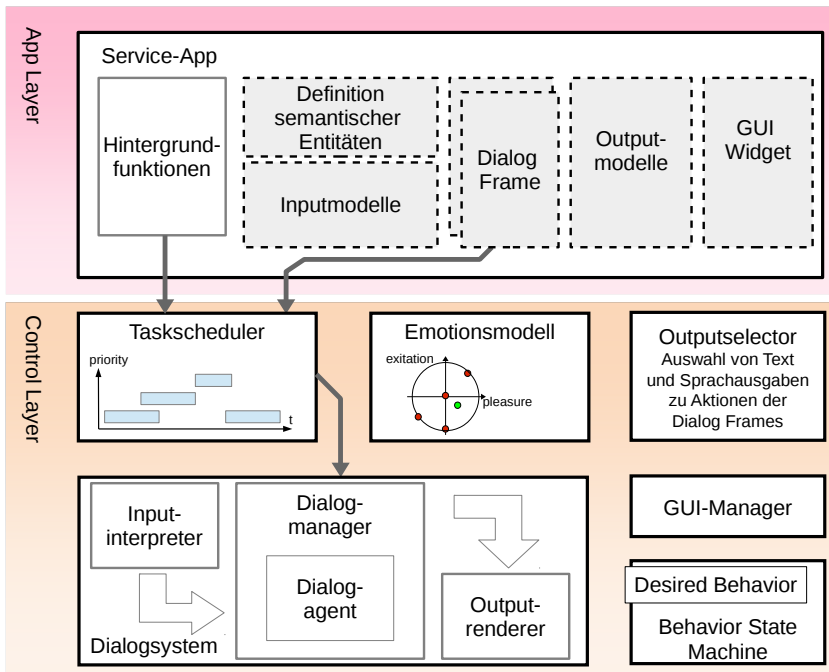 App Layer
Service-App
Hintergrund-
funktionen
Definition
semantischer
Entitäten
Inputmodelle
Dialog
Frame
Output-
modelle
GUI
Widget
Control Layer
Taskscheduler
priority
t
Emotionsmodell
exitation
pleasure
Outputselector
Auswahl von Text
und Sprachausgaben
zu Aktionen der
Dialog Frames
Input-
interpreter
Dialogsystem
Dialog-
manager
Dialog-
agent
Output-
renderer
GUI-Manager
Desired Behavior
Behavior State
Machine